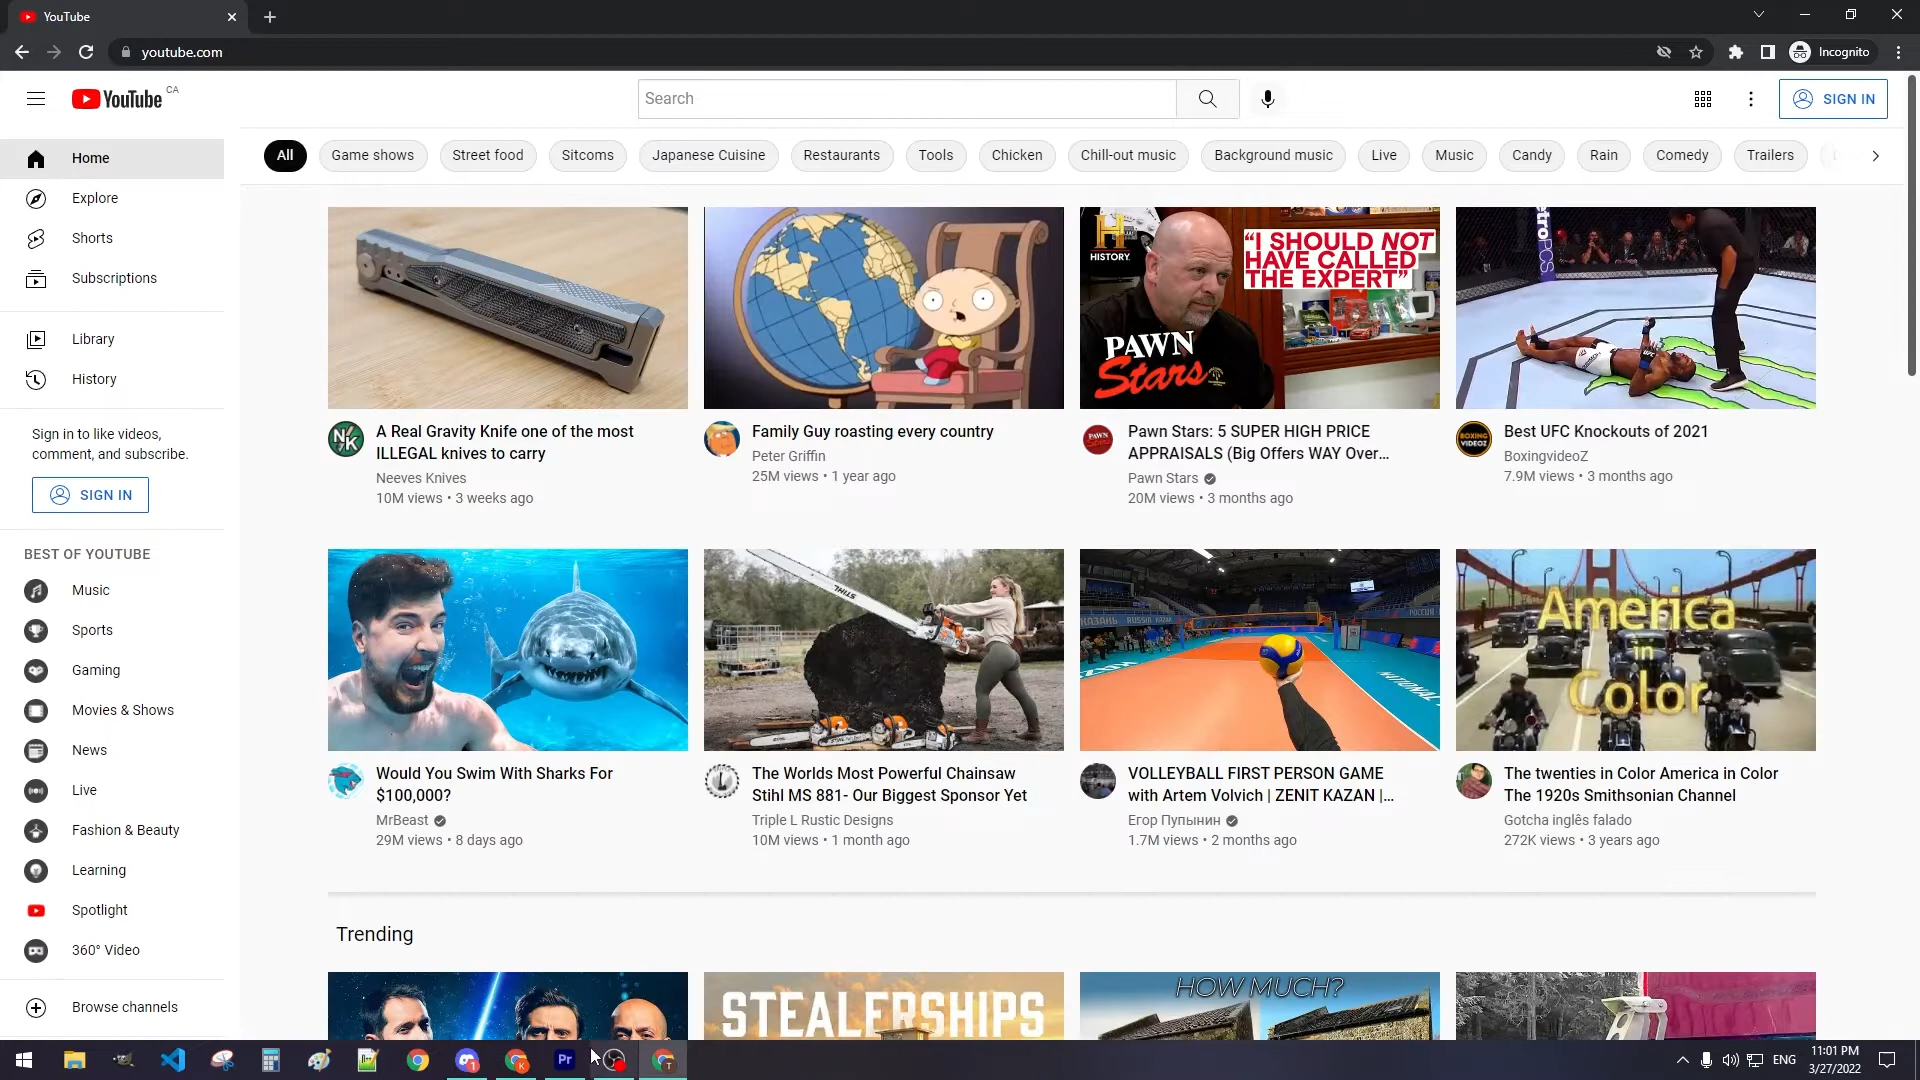 YouTube
youtube.com
Incognito
YouTube CA
Search
SIGN IN
All
Game shows
Street food
Sitcoms
Japanese Cuisine
Restaurants
Tools
Chicken
Chill-out music
Background music
Live
Music
Candy
Rain
Comedy
Trailers
Home
Explore
Shorts
Subscriptions
Library
History
Sign in to like videos,
comment, and subscribe.
SIGN IN
BEST OF YOUTUBE
Music
Sports
Gaming
Movies & Shows
News
Live
Fashion & Beauty
Learning
Spotlight
360° Video
Browse channels
H
HISTORY.
"I SHOULD NOT
HAVE CALLED
THE EXPERT"
PAWN
Stars
etroPCS
UFC
NK
A Real Gravity Knife one of the most
ILLEGAL knives to carry
Neeves Knives
10M views • 3 weeks ago
Family Guy roasting every country
Peter Griffin
25M views • 1 year ago
PAWN
Pawn Stars: 5 SUPER HIGH PRICE
APPRAISALS (Big Offers WAY Over...
Pawn Stars
20M views • 3 months ago
BOXING
VIDEOZ
Best UFC Knockouts of 2021
BoxingvideoZ
7.9M views • 3 months ago
STIHL
КАЗАНЬ RUSSIA
America
in
Color
Would You Swim With Sharks For
$100,000?
MrBeast
29M views • 8 days ago
The Worlds Most Powerful Chainsaw
Stihl MS 881- Our Biggest Sponsor Yet
Triple L Rustic Designs
10M views • 1 month ago
VOLLEYBALL FIRST PERSON GAME
with Artem Volvich | ZENIT KAZAN |...
Егор Пупынин
1.7M views • 2 months ago
The twenties in Color America in Color
The 1920s Smithsonian Channel
Gotcha inglês falado
272K views • 3 years ago
Trending
STEALERSHIPS
HOW MUCH?
Pr
ENG
11:01 PM
3/27/2022